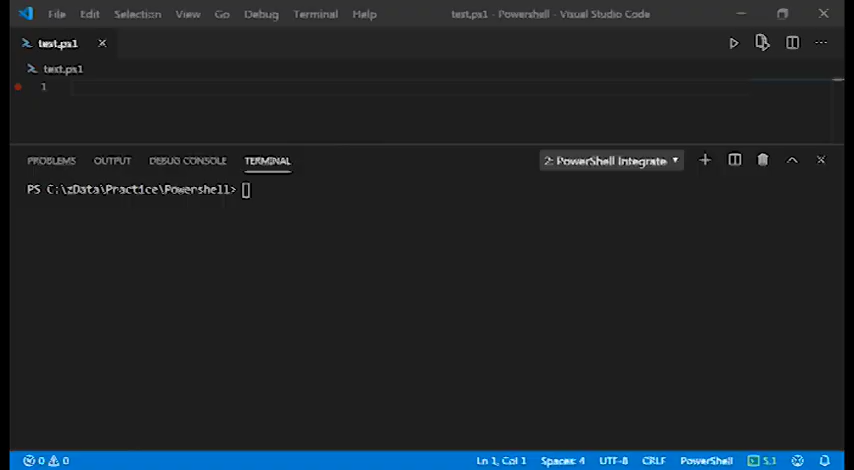 File Edit Selection View Go Debug Terminal Help test.ps1 - Powershell - Visual Studio Code
test.ps1
test.ps1
1
PROBLEMS OUTPUT DEBUG CONSOLE TERMINAL 2: PowerShell Integrate
PS C:\zData\Practice\Powershell>
0 0 Ln 1, Col 1 Spaces: 4 UTF-8 CRLF PowerShell 5.1